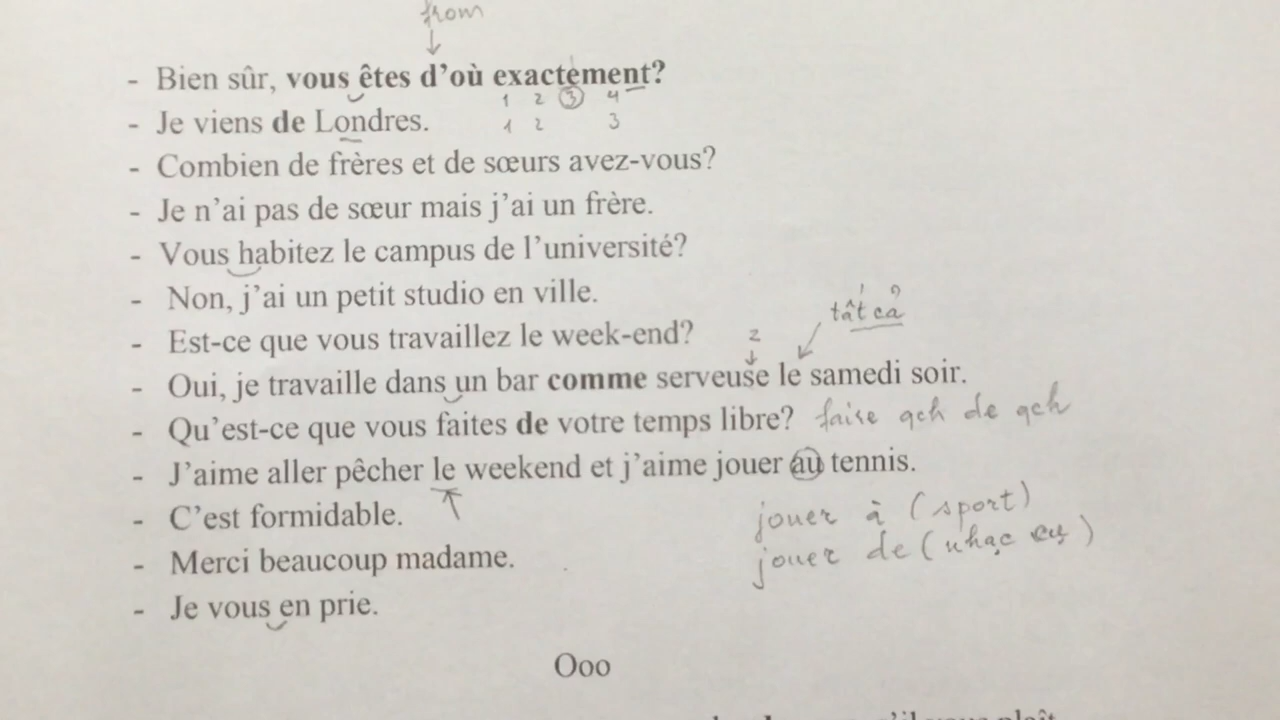 from
- Bien sûr, vous êtes d'où exactement?
1 2 3 4
- Je viens de Londres.
1 2 3
- Combien de frères et de sœurs avez-vous?
- Je n'ai pas de sœur mais j'ai un frère.
- Vous habitez le campus de l'université?
- Non, j'ai un petit studio en ville.
tất cả
- Est-ce que vous travaillez le week-end?
z
- Oui, je travaille dans un bar comme serveuse le samedi soir.
- Qu'est-ce que vous faites de votre temps libre? faire qch de qch
- J'aime aller pêcher le weekend et j'aime jouer au tennis.
- C'est formidable.
jouer à (sport)
jouer de (nhạc cụ)
- Merci beaucoup madame.
- Je vous en prie.
Ooo